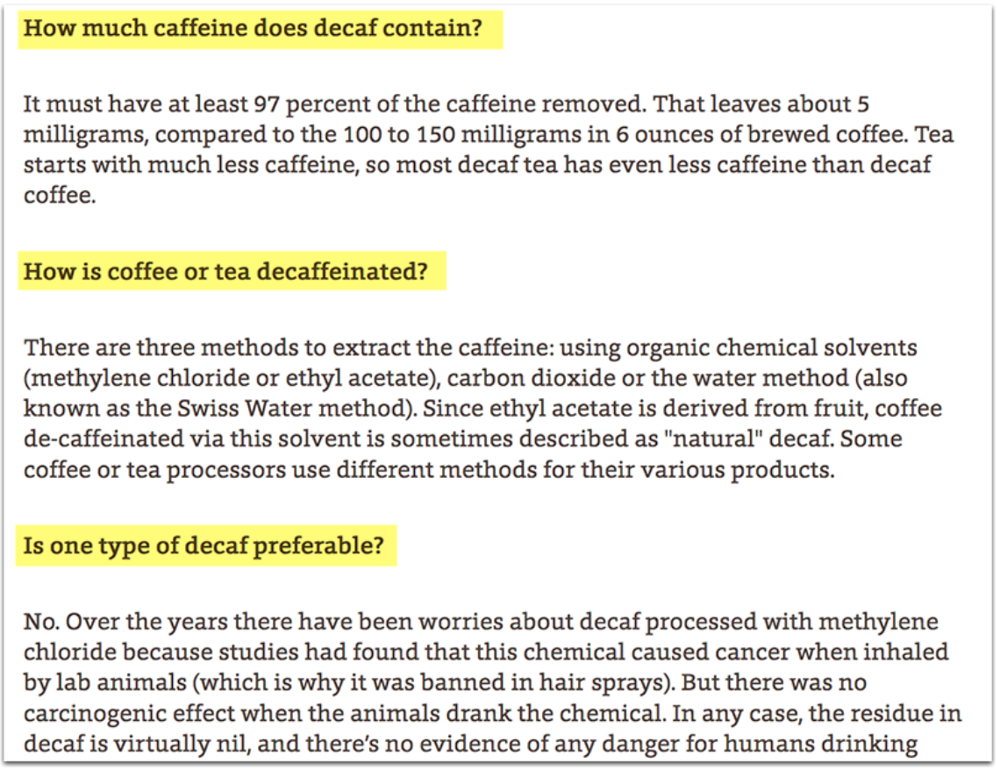 How much caffeine does decaf contain?
It must have at least 97 percent of the caffeine removed. That leaves about 5
milligrams, compared to the 100 to 150 milligrams in 6 ounces of brewed coffee. Tea
starts with much less caffeine, so most decaf tea has even less caffeine than decaf
coffee.
How is coffee or tea decaffeinated?
There are three methods to extract the caffeine: using organic chemical solvents
(methylene chloride or ethyl acetate), carbon dioxide or the water method (also
known as the Swiss Water method). Since ethyl acetate is derived from fruit, coffee
de-caffeinated via this solvent is sometimes described as "natural" decaf. Some
coffee or tea processors use different methods for their various products.
Is one type of decaf preferable?
No. Over the years there have been worries about decaf processed with methylene
chloride because studies had found that this chemical caused cancer when inhaled
by lab animals (which is why it was banned in hair sprays). But there was no
carcinogenic effect when the animals drank the chemical. In any case, the residue in
decaf is virtually nil, and there’s no evidence of any danger for humans drinking